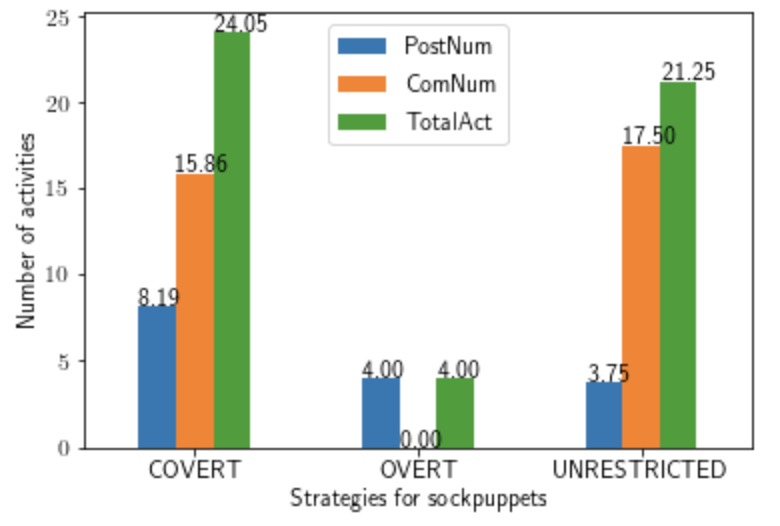 Number of activities
25
20
15
10
5
0
PostNum
ComNum
TotalAct
8.19
15.86
24.05
4.00
0.00
4.00
3.75
17.50
21.25
COVERT
OVERT
UNRESTRICTED
Strategies for sockpuppets